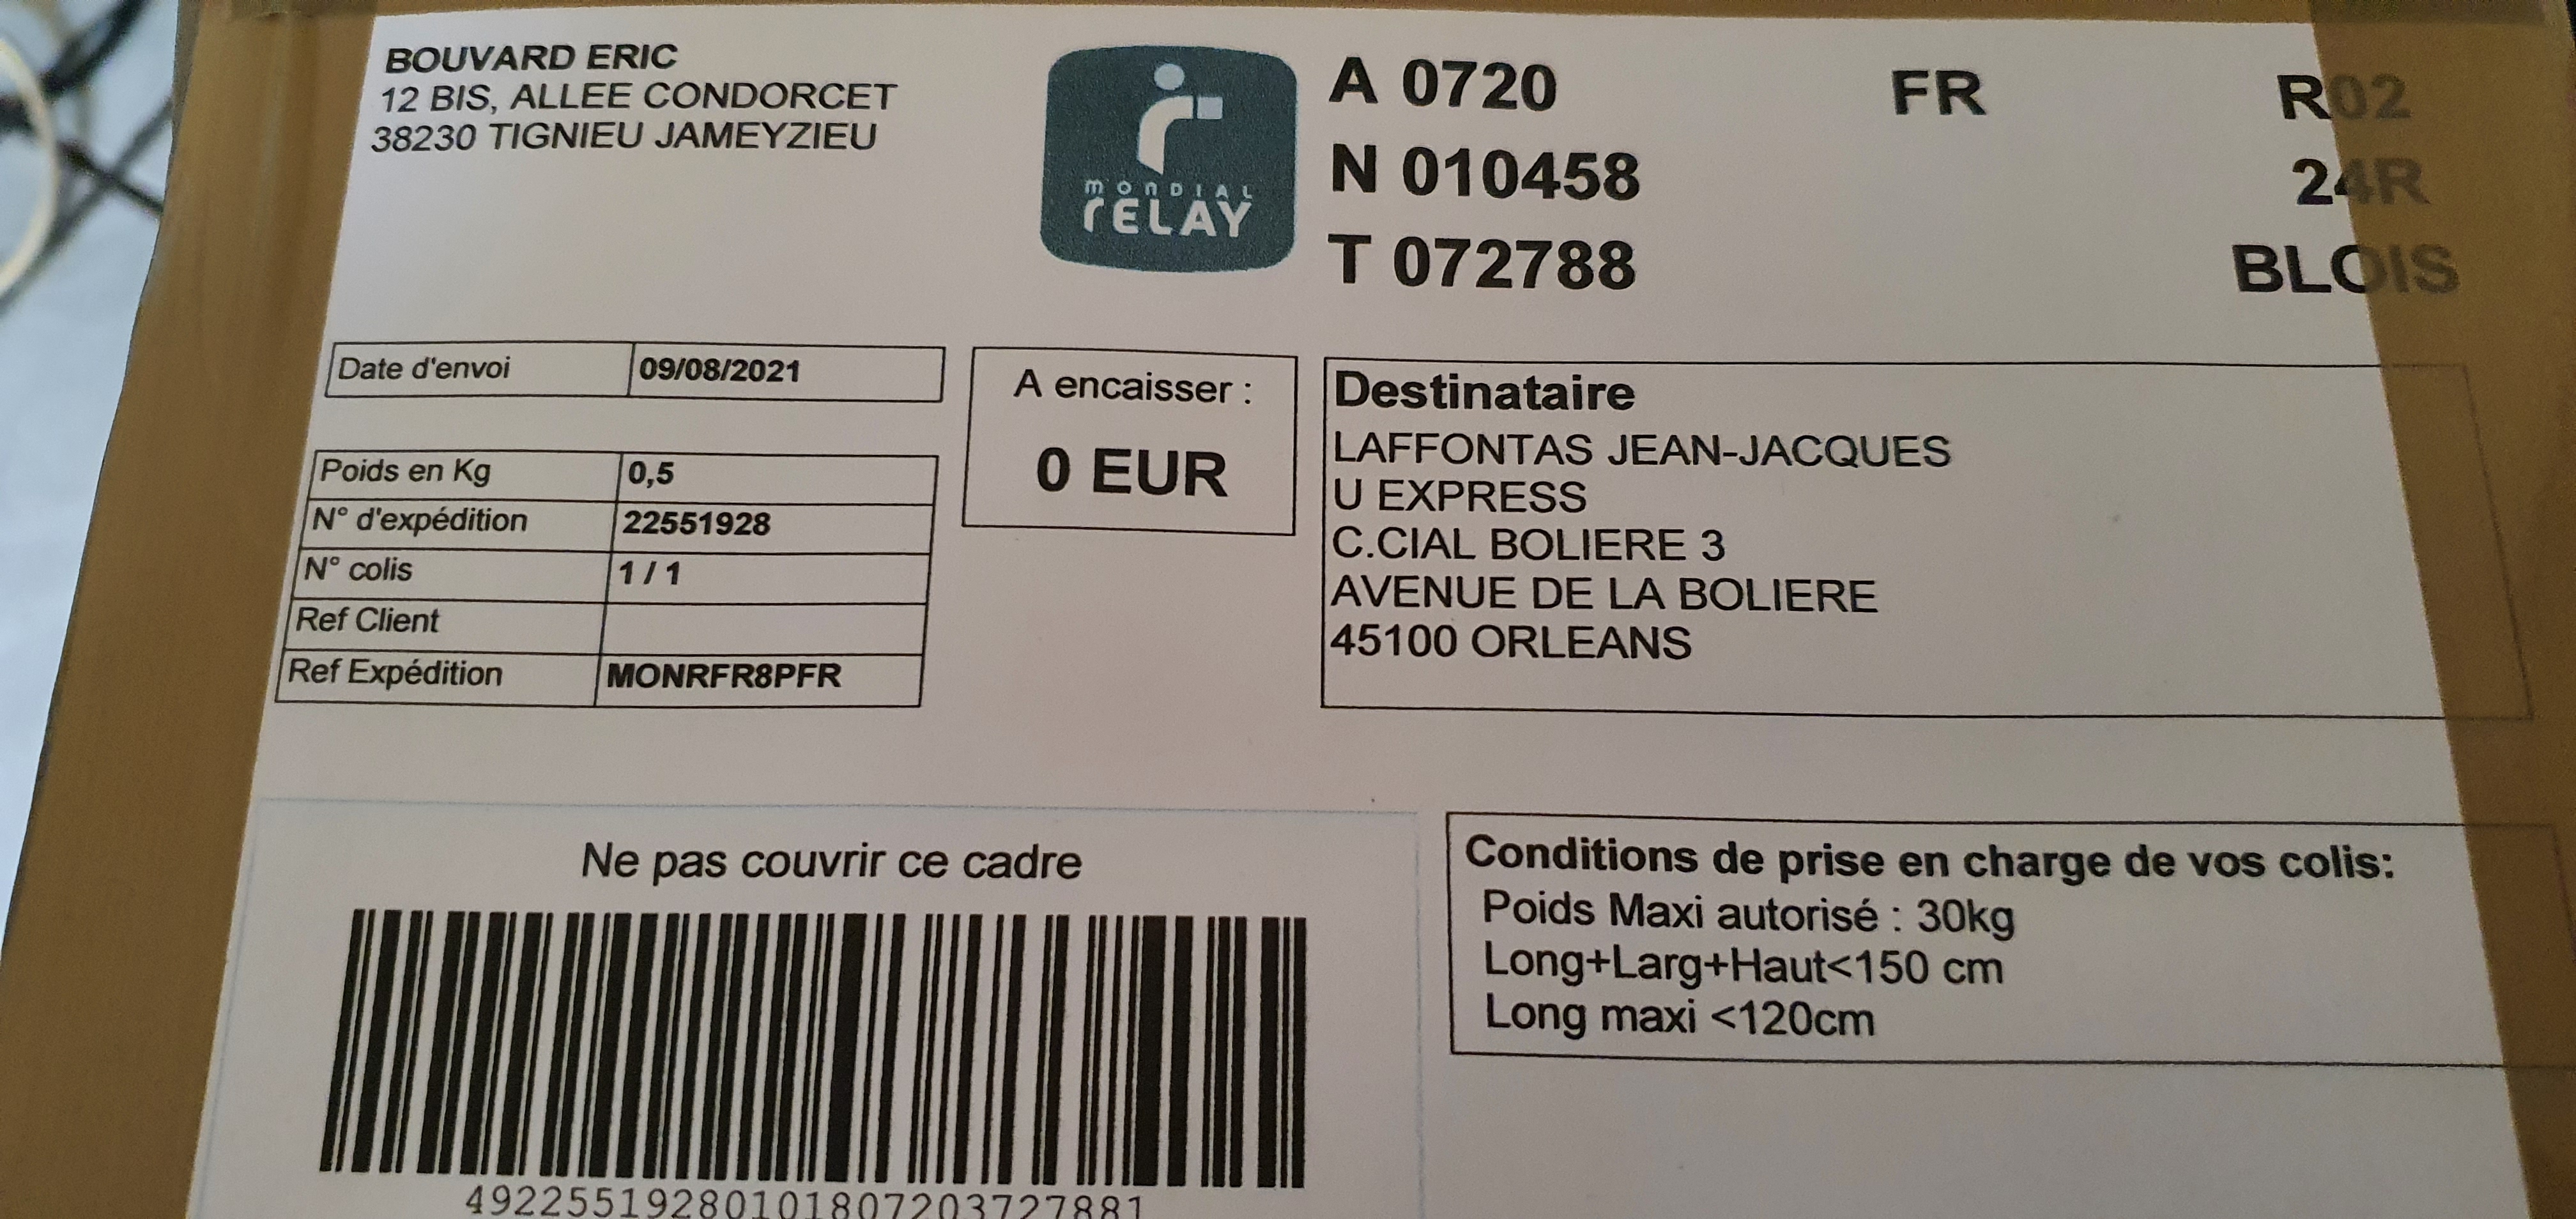 BOUVARD ERIC
12 BIS, ALLEE CONDORCET
38230 TIGNIEU JAMEYZIEU
MONDIAL
RELAY
A 0720 FR R02
N 010458 24R
T 072788 BLOIS
Date d'envoi 09/08/2021
Poids en Kg 0,5
N° d'expédition 22551928
N° colis 1 / 1
Ref Client
Ref Expédition MONRFR8PFR
A encaisser :
0 EUR
Destinataire
LAFFONTAS JEAN-JACQUES
U EXPRESS
C.CIAL BOLIERE 3
AVENUE DE LA BOLIERE
45100 ORLEANS
Ne pas couvrir ce cadre
49225519280101807203727881
Conditions de prise en charge de vos colis:
Poids Maxi autorisé : 30kg
Long+Larg+Haut<150 cm
Long maxi <120cm